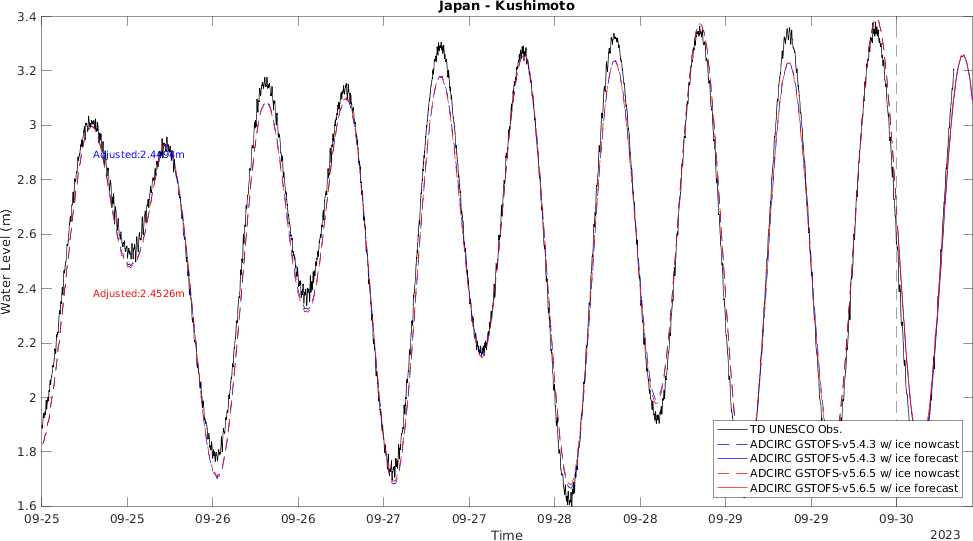 Japan - Kushimoto
Water Level (m)
3.4
3.2
3
2.8
2.6
2.4
2.2
2
1.8
1.6
Adjusted:2.4526m
TD UNESCO Obs.
ADCIRC GSTOFS-v5.4.3 w/ ice nowcast
ADCIRC GSTOFS-v5.4.3 w/ ice forecast
ADCIRC GSTOFS-v5.6.5 w/ ice nowcast
ADCIRC GSTOFS-v5.6.5 w/ ice forecast
09-25 09-25 09-26 09-26 09-27 09-27 09-28 09-28 09-29 09-29 09-30
Time
2023